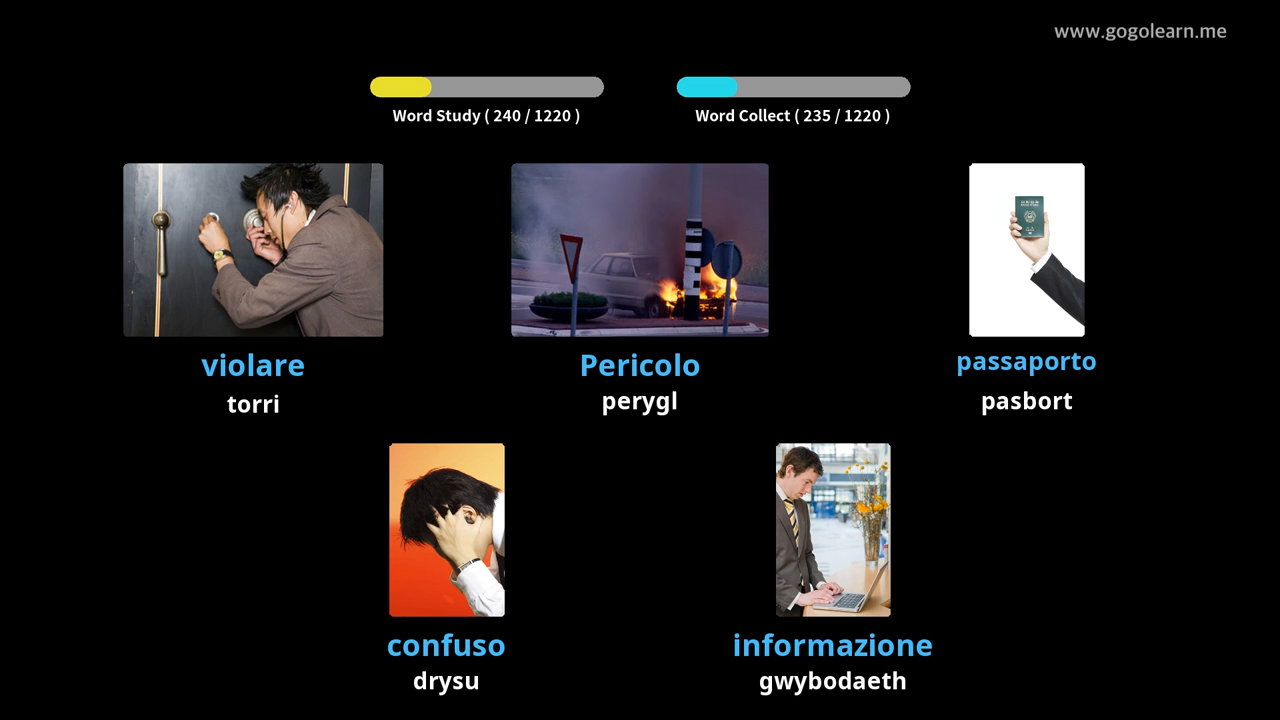 www.gogolearn.me
Word Study ( 240 / 1220 )
Word Collect ( 235 / 1220 )
violare
torri
Pericolo
perygl
passaporto
pasbort
confuso
drysu
informazione
gwybodaeth